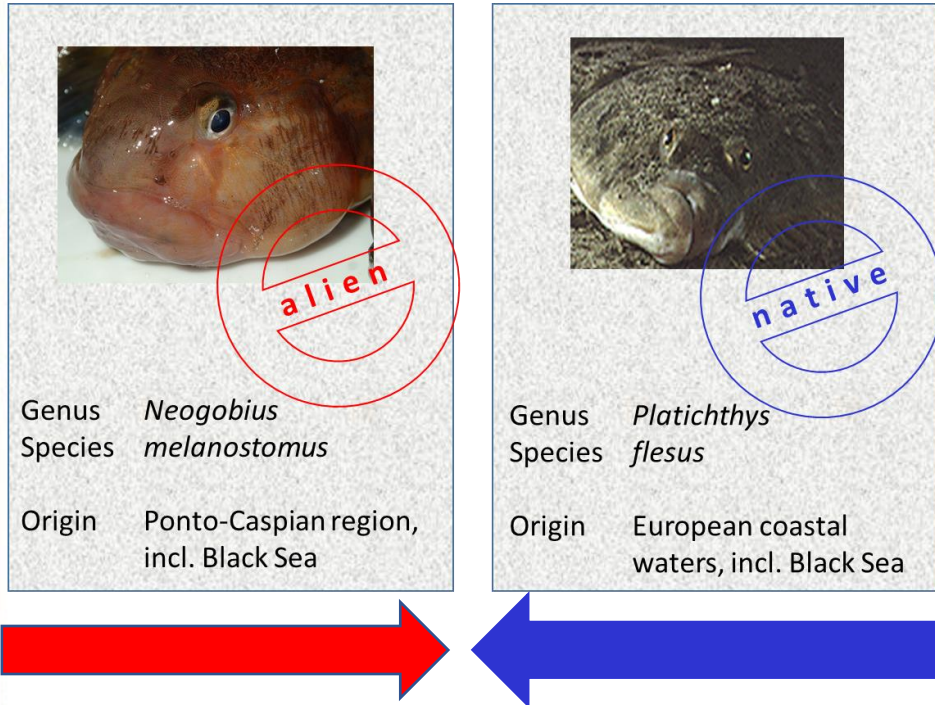 alien
Genus Neogobius
Species melanostomus
Origin Ponto-Caspian region,
incl. Black Sea
native
Genus Platichthys
Species flesus
Origin European coastal
waters, incl. Black Sea